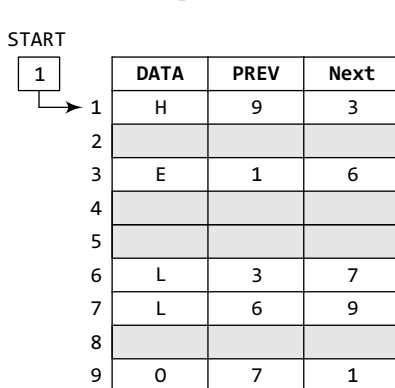 START
1
DATA PREV Next
1 H 9 3
2
3 E 1 6
4
5
6 L 3 7
7 L 6 9
8
9 O 7 1